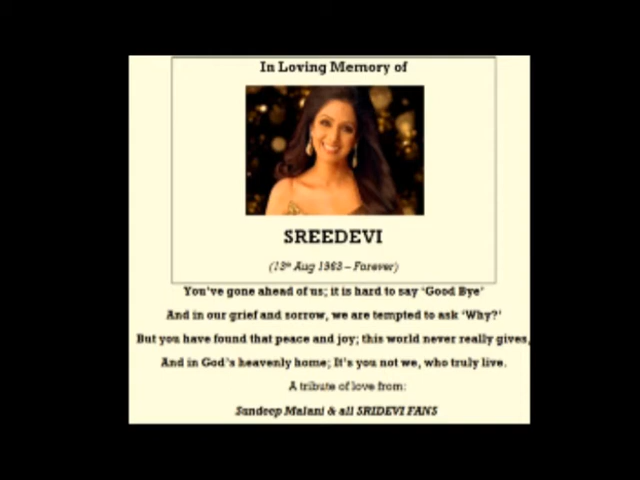 In Loving Memory of
SREEDEVI
(13th Aug 1963 – Forever)
You've gone ahead of us; it is hard to say 'Good Bye'
And in our grief and sorrow, we are tempted to ask 'Why?'
But you have found that peace and joy; this world never really gives,
And in God's heavenly home; It's you not we, who truly live.
A tribute of love from:
Sandeep Malani & all SRIDEVI FANS